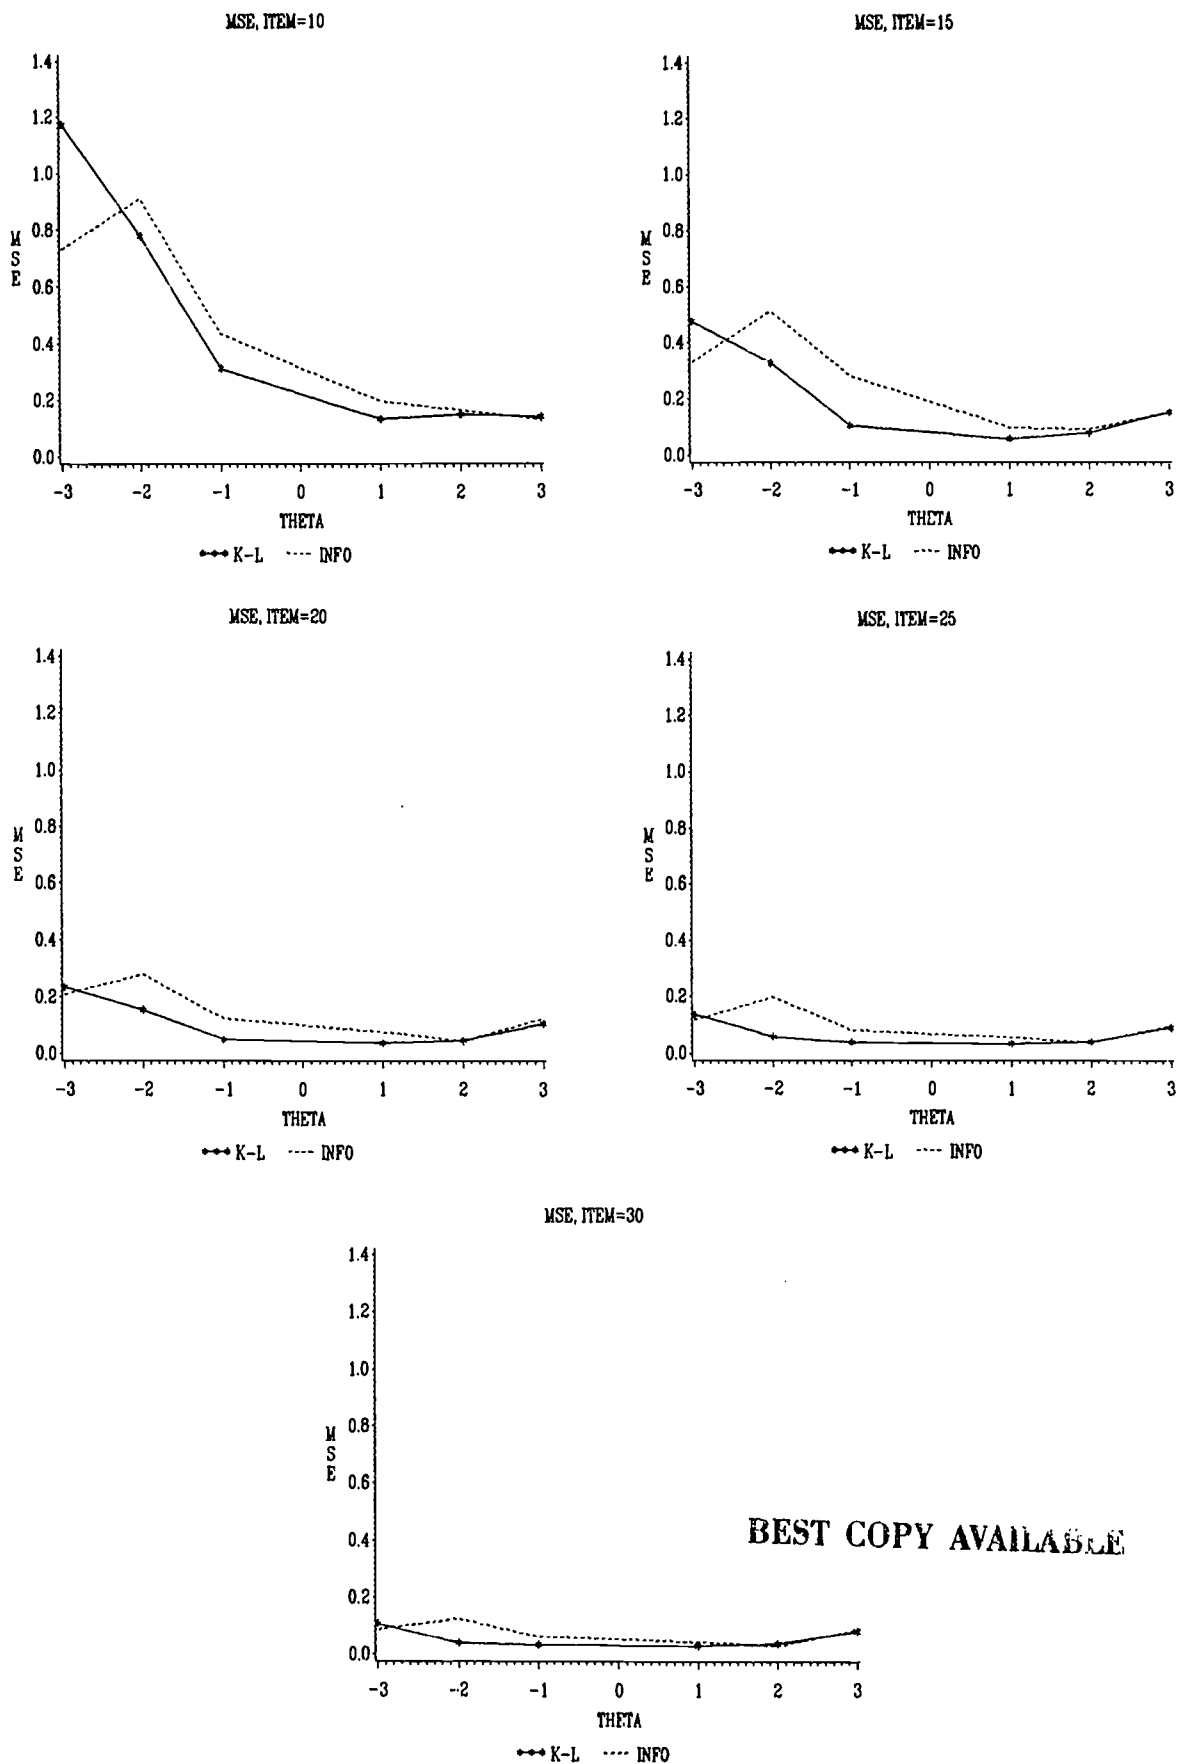 MSE, ITEM=10
1.4
1.2
1.0
0.8
0.6
0.4
0.2
0.0
M
S
E
-3 -2 -1 0 1 2 3
THETA
K-L INFO
MSE, ITEM=15
1.4
1.2
1.0
0.8
0.6
0.4
0.2
0.0
M
S
E
-3 -2 -1 0 1 2 3
THETA
K-L INFO
MSE, ITEM=20
1.4
1.2
1.0
0.8
0.6
0.4
0.2
0.0
M
S
E
-3 -2 -1 0 1 2 3
THETA
K-L INFO
MSE, ITEM=25
1.4
1.2
1.0
0.8
0.6
0.4
0.2
0.0
M
S
E
-3 -2 -1 0 1 2 3
THETA
K-L INFO
MSE, ITEM=30
1.4
1.2
1.0
0.8
0.6
0.4
0.2
0.0
M
S
E
-3 -2 -1 0 1 2 3
THETA
K-L INFO
BEST COPY AVAILABLE